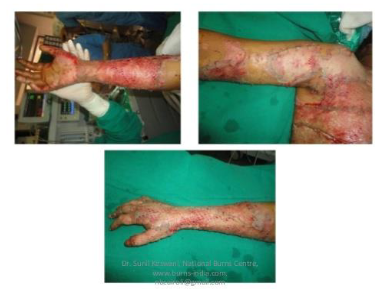 Dr. Sunil Keswani, National Burns Centre,
www.burns-india.com,